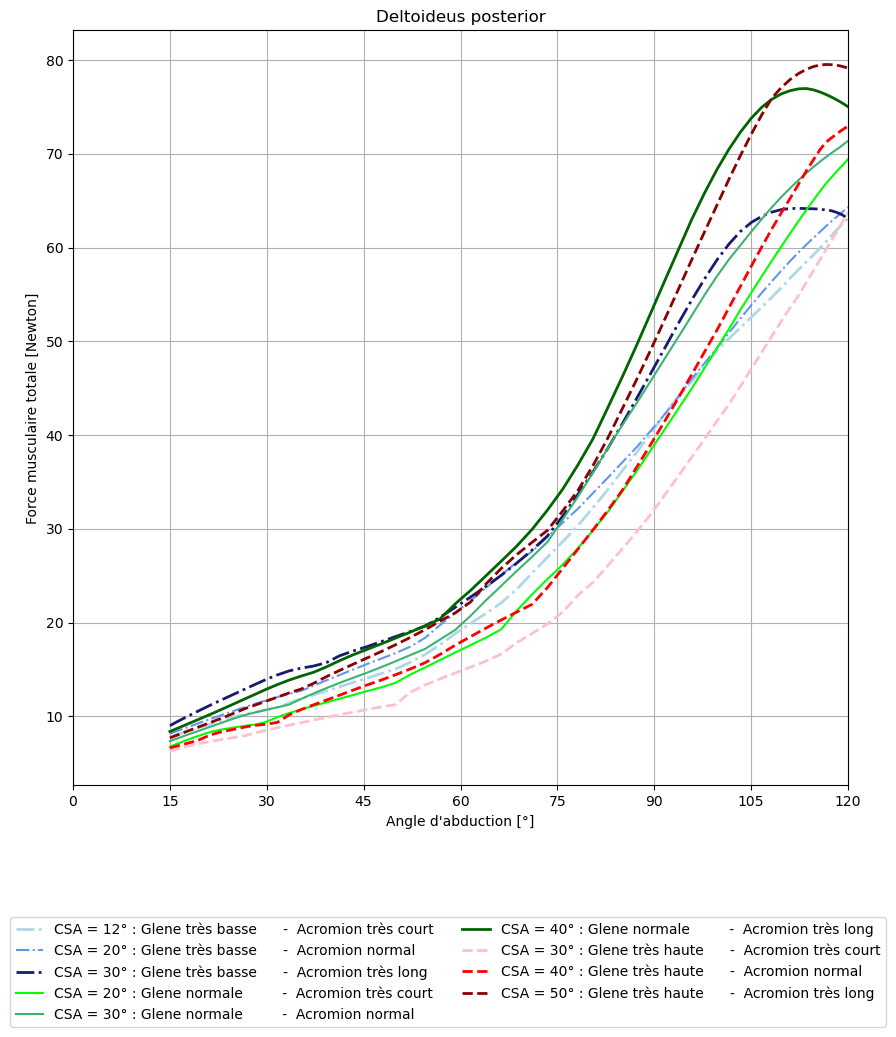 Deltoideus posterior
80
70
60
50
40
30
20
10
Force musculaire totale [Newton]
0 15 30 45 60 75 90 105 120
Angle d'abduction [°]
CSA = 12° : Glene très basse - Acromion très court
CSA = 20° : Glene très basse - Acromion normal
CSA = 30° : Glene très basse - Acromion très long
CSA = 20° : Glene normale - Acromion très court
CSA = 30° : Glene normale - Acromion normal
CSA = 40° : Glene normale - Acromion très long
CSA = 30° : Glene très haute - Acromion très court
CSA = 40° : Glene très haute - Acromion normal
CSA = 50° : Glene très haute - Acromion très long